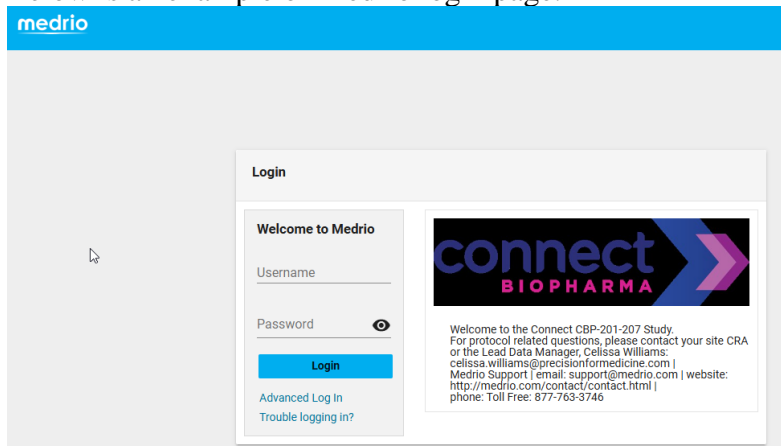 medrio
Login
Welcome to Medrio
Username
Password
Login
Advanced Log In
Trouble logging in?
connect
BIOPHARMA
Welcome to the Connect CBP-201-207 Study.
For protocol related questions, please contact your site CRA
or the Lead Data Manager, Celissa Williams:
celissa.williams@precisionformedicine.com |
Medrio Support | email: support@medrio.com | website:
http://medrio.com/contact/contact.html |
phone: Toll Free: 877-763-3746